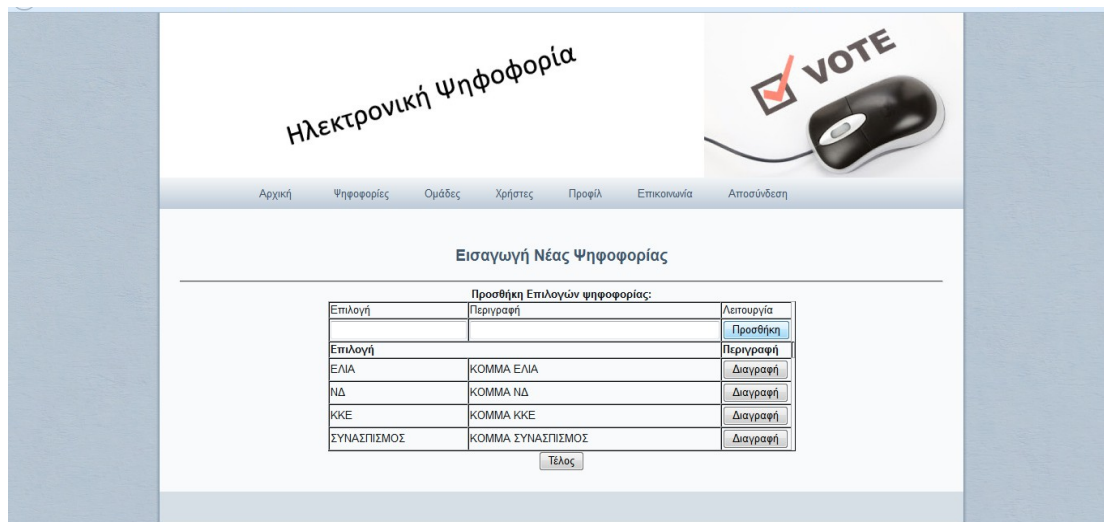 Ηλεκτρονική Ψηφοφορία
VOTE
Αρχική Ψηφοφορίες Ομάδες Χρήστες Προφίλ Επικοινωνία Αποσύνδεση
Εισαγωγή Νέας Ψηφοφορίας
Προσθήκη Επιλογών ψηφοφορίας:
Επιλογή Περιγραφή Λειτουργία
Προσθήκη
Επιλογή Περιγραφή
ΕΛΙΑ ΚΟΜΜΑ ΕΛΙΑ Διαγραφή
ΝΔ ΚΟΜΜΑ ΝΔ Διαγραφή
ΚΚΕ ΚΟΜΜΑ ΚΚΕ Διαγραφή
ΣΥΝΑΣΠΙΣΜΟΣ ΚΟΜΜΑ ΣΥΝΑΣΠΙΣΜΟΣ Διαγραφή
Τέλος